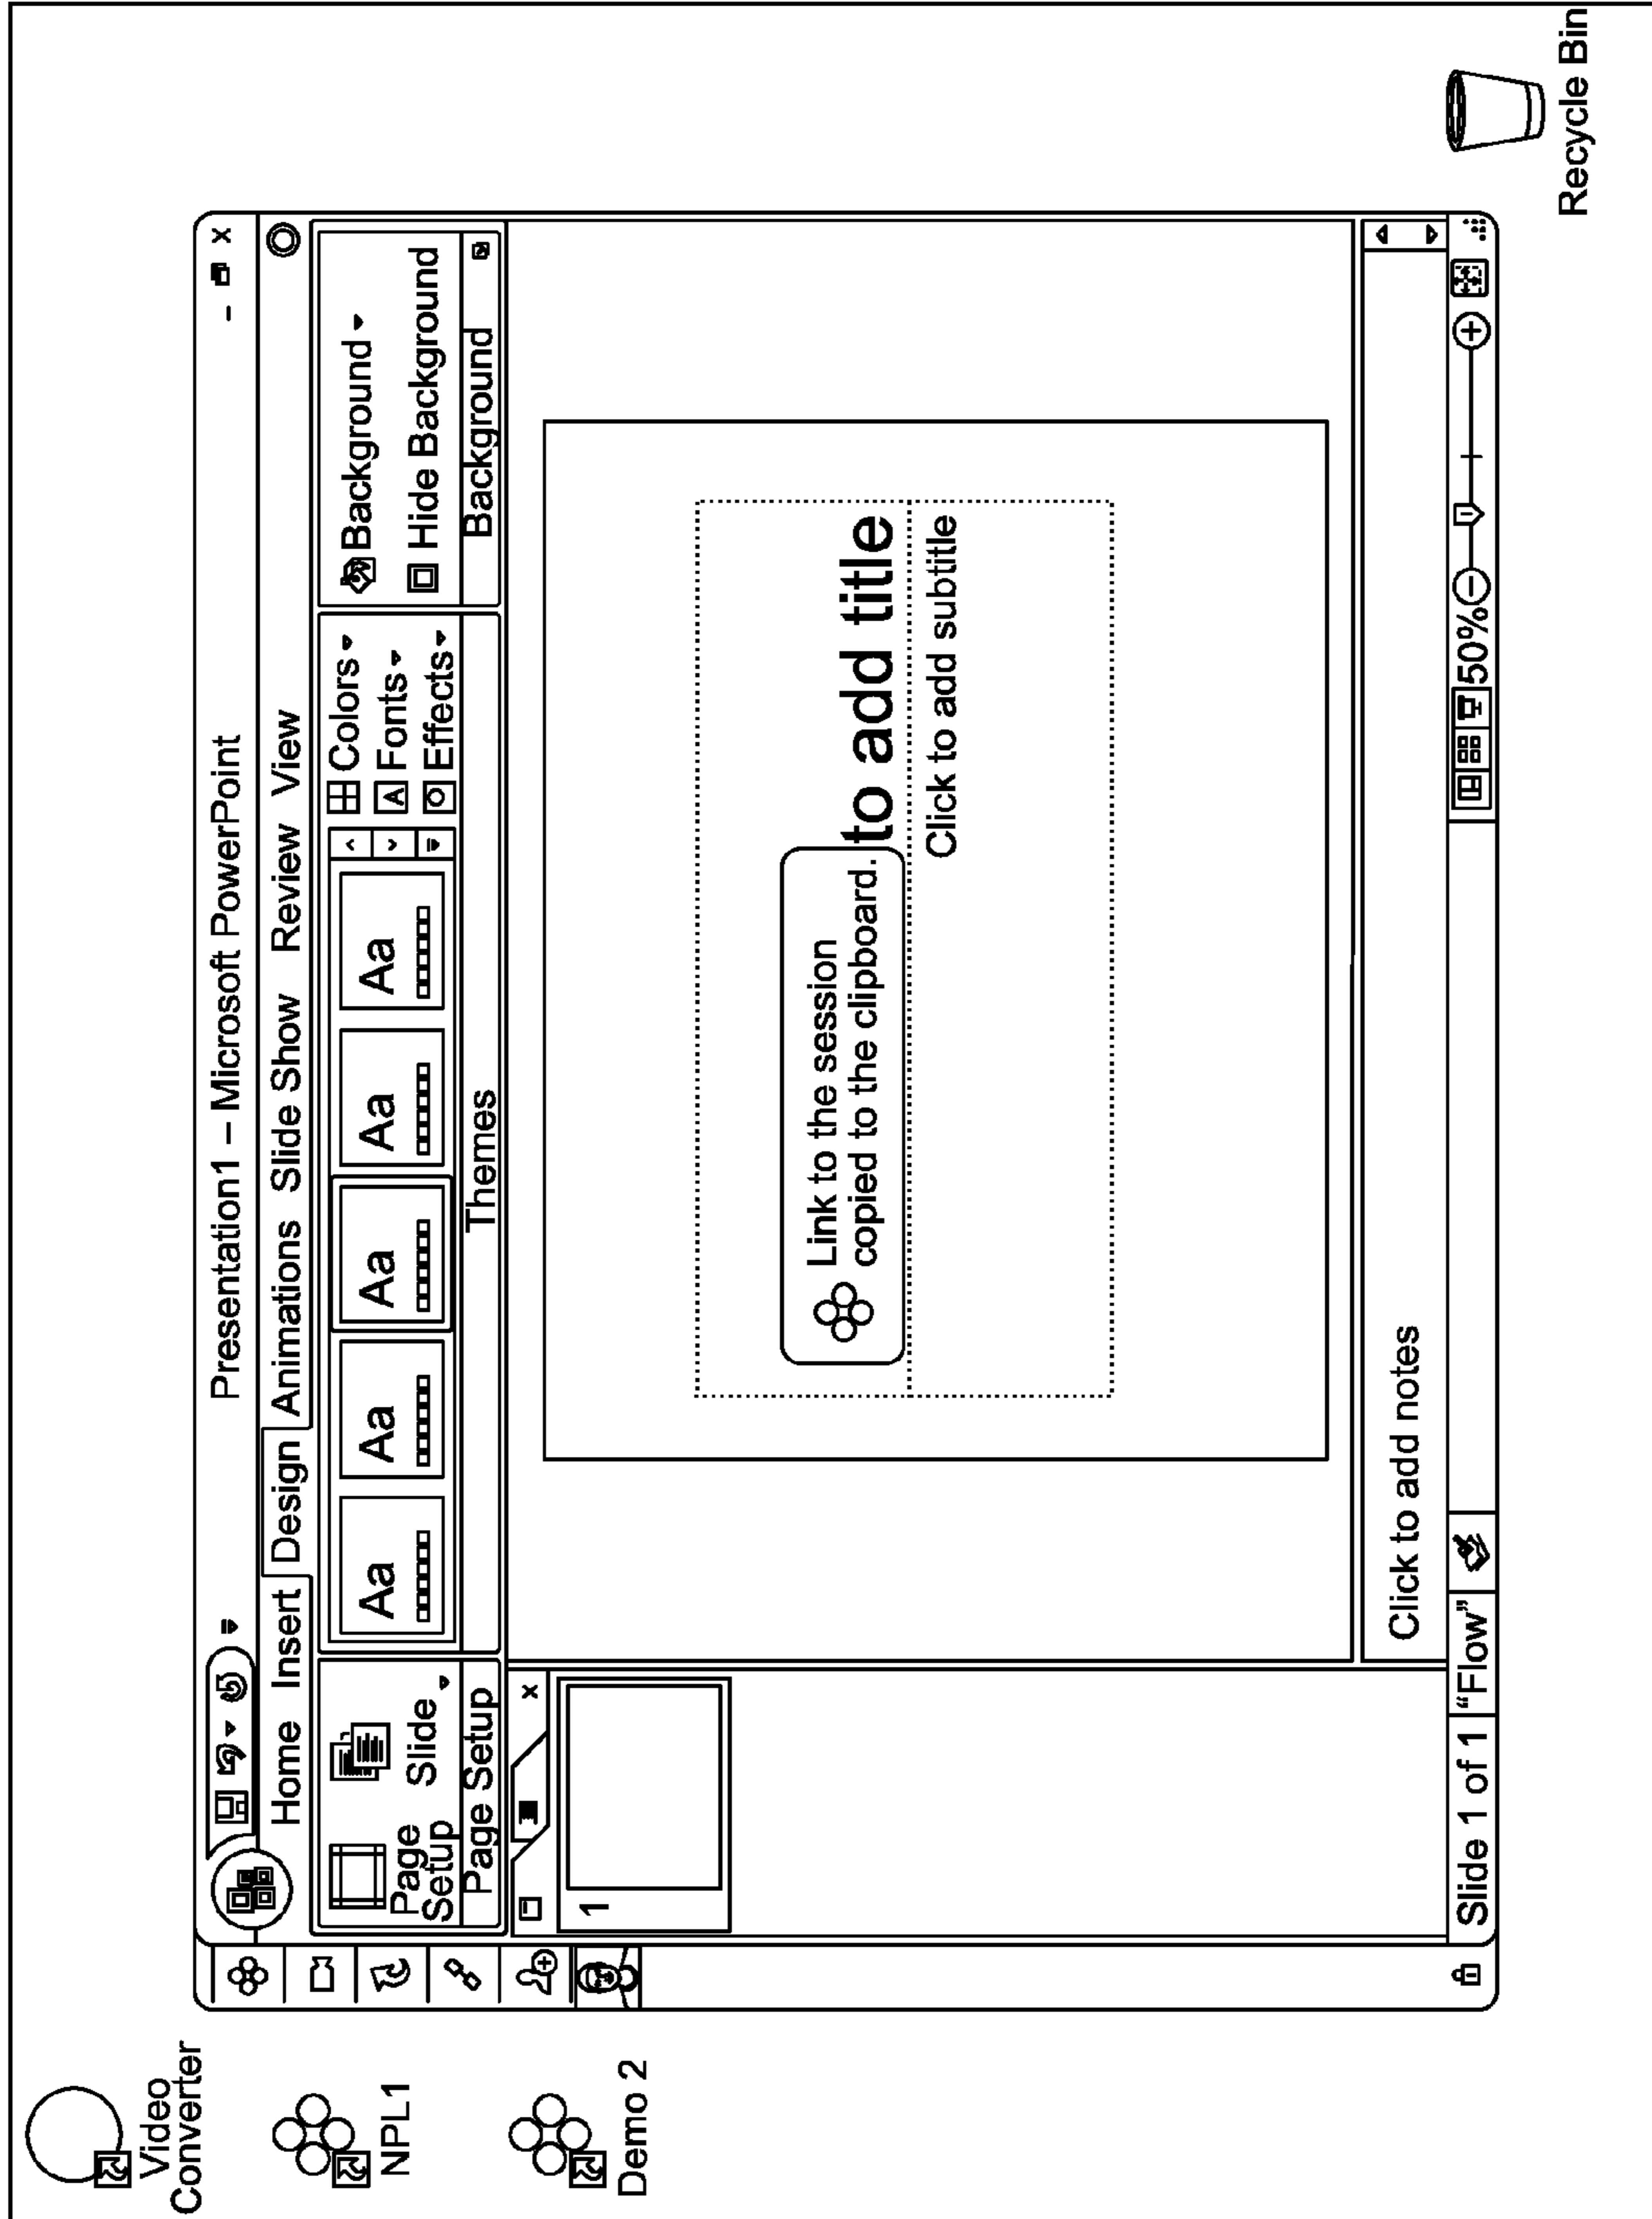 Video
Converter
NPL1
Demo 2
Presentation1 – Microsoft PowerPoint
– x
Home Insert Design Animations Slide Show Review View
Page
Setup
Slide
Page Setup
Aa Aa Aa Aa Aa
Colors
A Fonts
Effects
Themes
Background
Hide Background
Background
x
1
Link to the session
copied to the clipboard.
to add title
Click to add subtitle
Click to add notes
Slide 1 of 1 “Flow” 50%
Recycle Bin